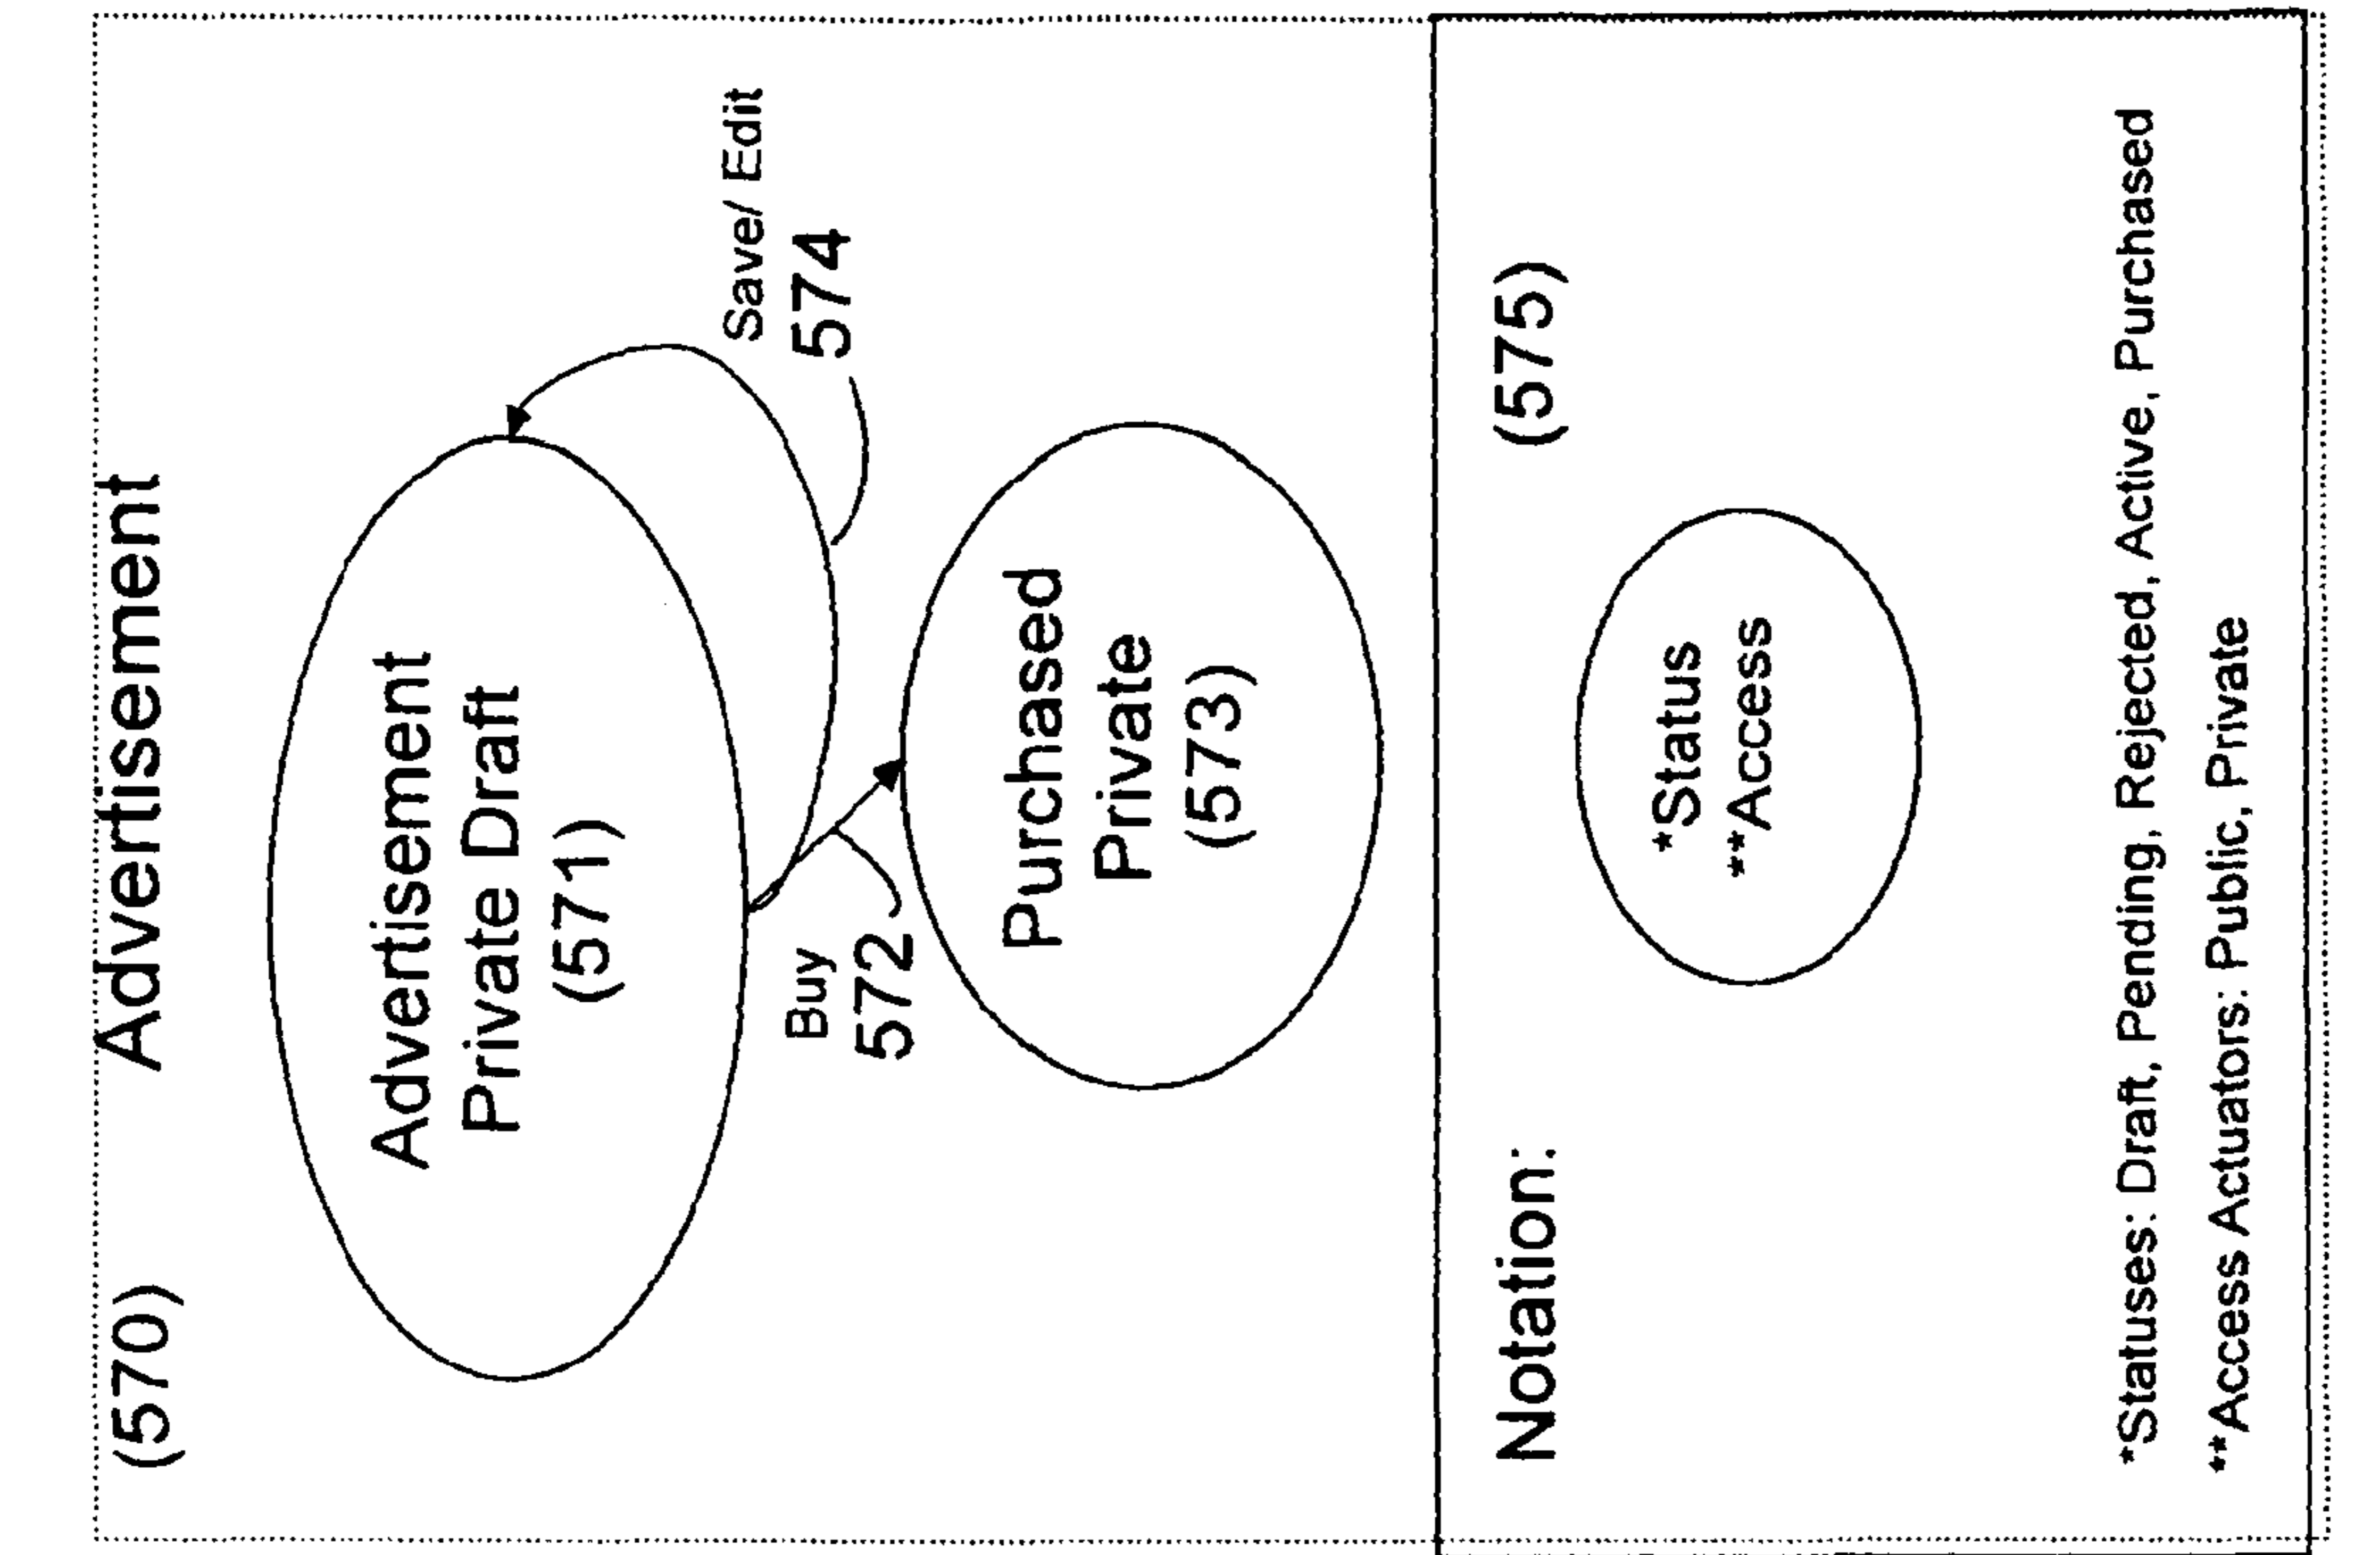 (570) Advertisement
Advertisement
Private Draft
(571)
Save/ Edit
574
Buy
572
Purchased
Private
(573)
Notation: (575)
*Status
**Access
*Statuses: Draft, Pending, Rejected, Active, Purchased
**Access Actuators: Public, Private